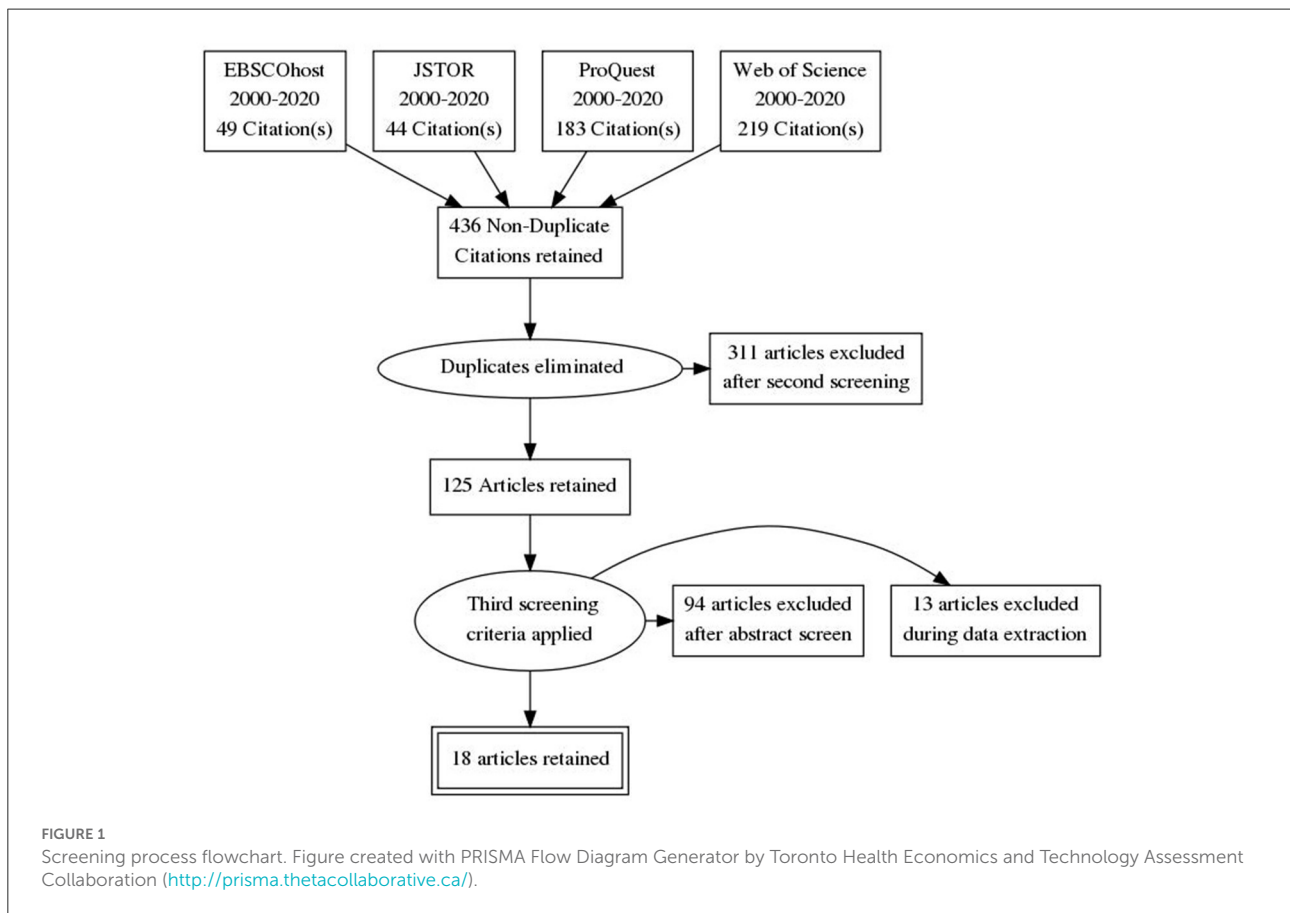 EBSCOhost
2000-2020
49 Citation(s)
JSTOR
2000-2020
44 Citation(s)
ProQuest
2000-2020
183 Citation(s)
Web of Science
2000-2020
219 Citation(s)
436 Non-Duplicate
Citations retained
Duplicates eliminated
311 articles excluded
after second screening
125 Articles retained
Third screening
criteria applied
94 articles excluded
after abstract screen
13 articles excluded
during data extraction
18 articles retained
FIGURE 1
Screening process flowchart. Figure created with PRISMA Flow Diagram Generator by Toronto Health Economics and Technology Assessment
Collaboration (http://prisma.thetacollaborative.ca/).